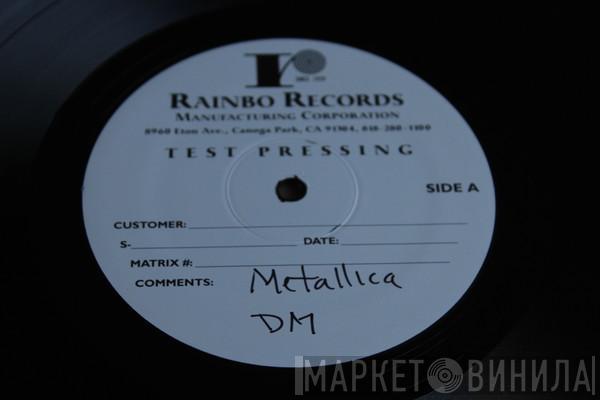 r
RAINBO RECORDS
MANUFACTURING CORPORATION
8960 Eton Ave., Canoga Park, CA 91304, 818-280-1100
TEST PRESSING
SIDE A
CUSTOMER:
S- DATE:
MATRIX #:
COMMENTS: Metallica
DM
МАРКЕТ ВИНИЛА